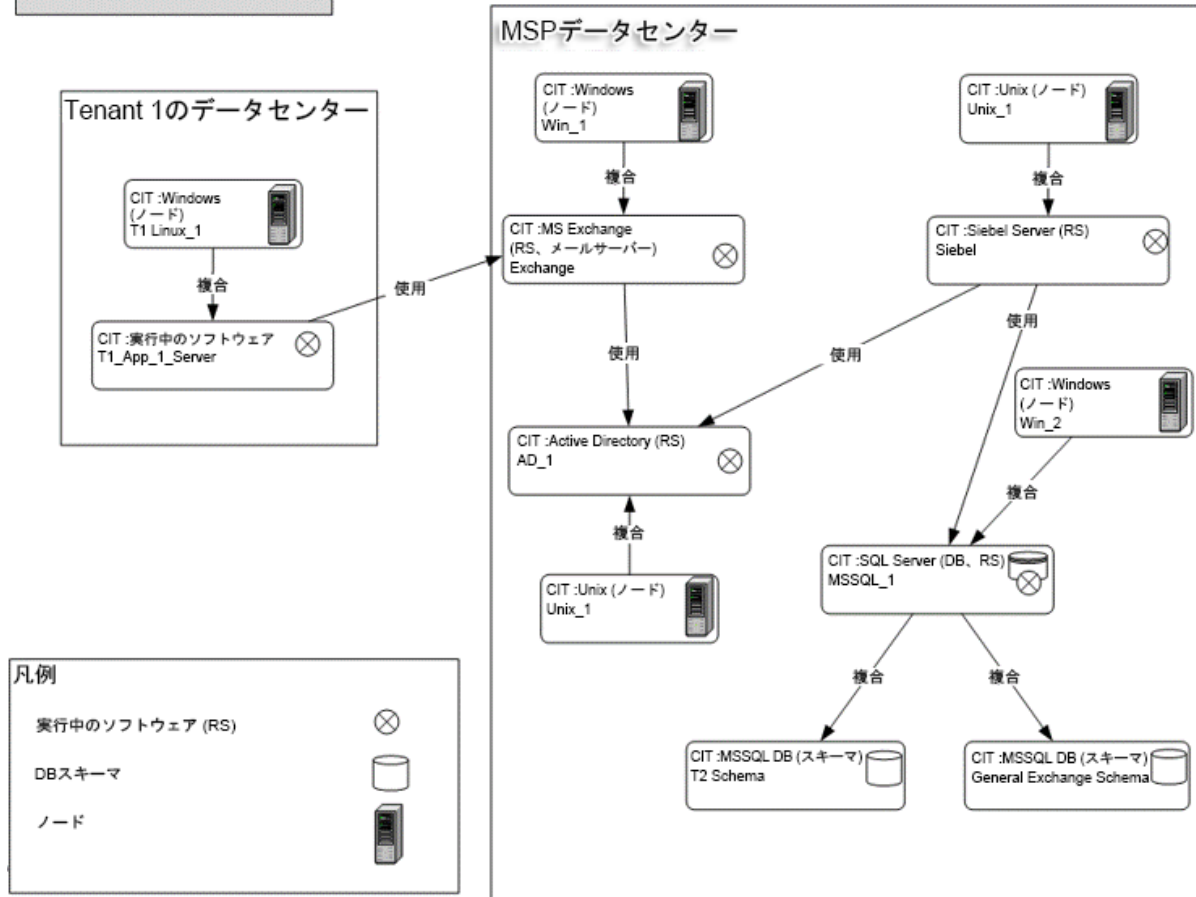 MSPデータセンター
Tenant 1のデータセンター
CIT :Windows
(ノード)
T1 Linux_1
複合
CIT :実行中のソフトウェア
T1_App_1_Server
使用
CIT :Windows
(ノード)
Win_1
複合
CIT :MS Exchange
(RS、メールサーバー)
Exchange
使用
CIT :Unix (ノード)
Unix_1
複合
CIT :Siebel Server (RS)
Siebel
使用
使用
CIT :Windows
(ノード)
Win_2
複合
CIT :Active Directory (RS)
AD_1
複合
CIT :Unix (ノード)
Unix_1
CIT :SQL Server (DB、RS)
MSSQL_1
複合
複合
CIT :MSSQL DB (スキーマ)
T2 Schema
CIT :MSSQL DB (スキーマ)
General Exchange Schema
凡例
実行中のソフトウェア (RS)
DBスキーマ
ノード